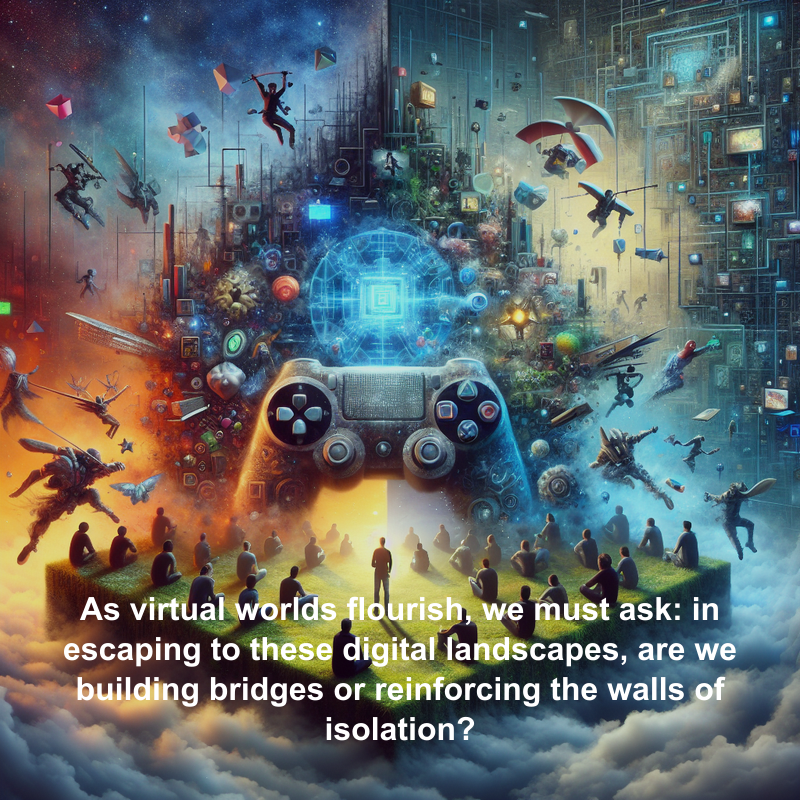 As virtual worlds flourish, we must ask: in
escaping to these digital landscapes, are we
building bridges or reinforcing the walls of
isolation?